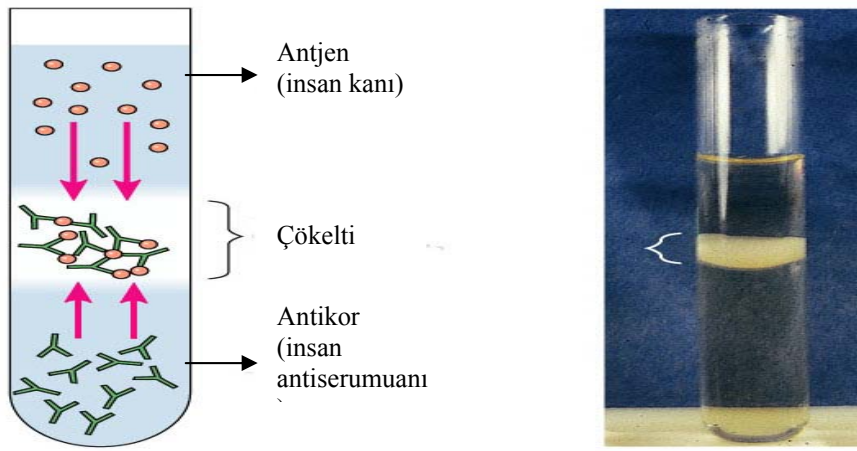 Antjen
(insan kanı)
Çökelti
Antikor
(insan
antiserumuanı
)